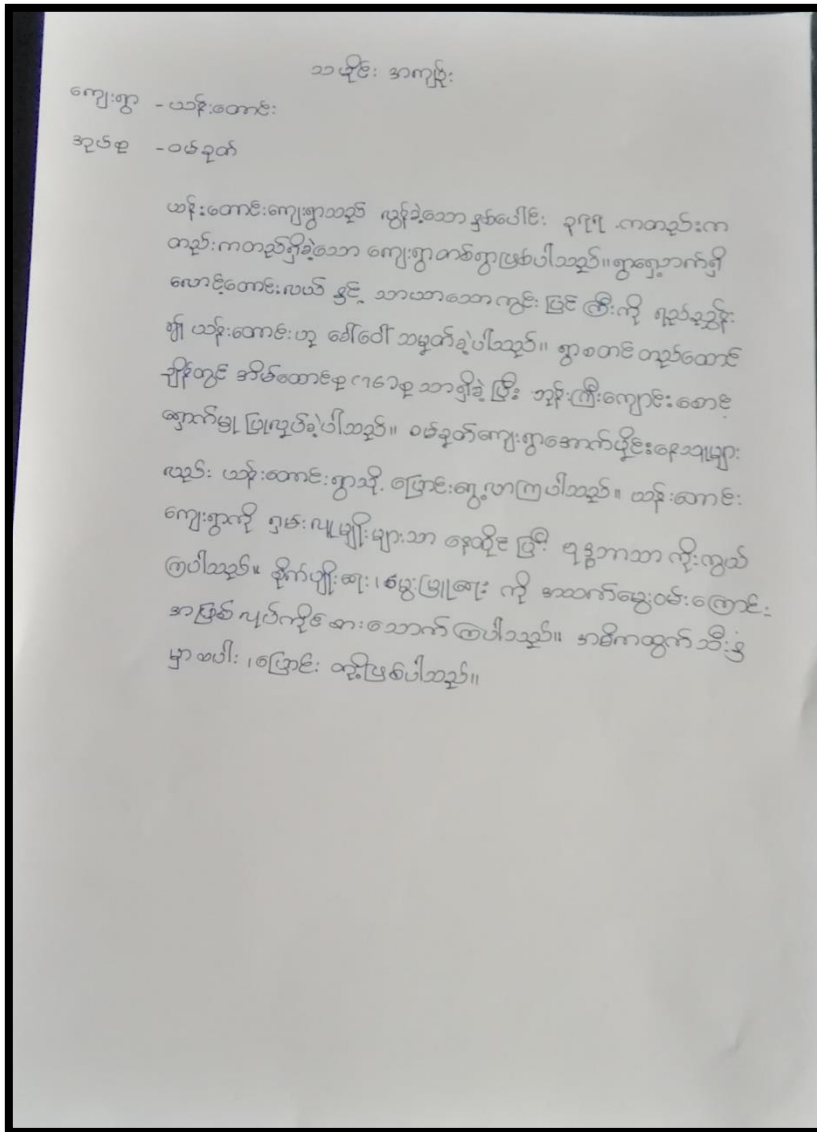 သမိုင်း အကျဉ်း
ကျေးရွာ - ယန်းတောင်း
အုပ်စု - ဝမ်ခုတ်
ယန်းတောင်းကျေးရွာသည် လွန်ခဲ့သော နှစ်ပေါင်း ၃၅၅ ကတည်းက
တည်းကတည်ရှိခဲ့သော ကျေးရွာတစ်ရွာဖြစ်ပါသည်။ ရွာရှေ့ဘက်ရှိ
လောင့်တောင်းလယ် နှင့် သာယာသော ကွင်းပြင်ကြီးကို ရည်ညွှန်း
၍ ယန်းတောင်းဟု ခေါ်ဝေါ်သမုတ်ခဲ့ပါသည်။ ရွာစတင်တည်ထောင်
ချိန်တွင် အိမ်ထောင်စု (၁၆)စု သာရှိခဲ့ပြီး ဘုန်းကြီးကျောင်းစောင့်
ရှောက်မှု ပြုလုပ်ခဲ့ပါသည်။ ဝမ်ခုတ်ကျေးရွာအောက်ပိုင်းနေသူများ
လည်း ယန်းတောင်းရွာသို့ ပြောင်းရွေ့လာကြပါသည်။ ယန်းတောင်း
ကျေးရွာကို ရှမ်းလူမျိုးများသာ နေထိုင်ပြီး ဗုဒ္ဓဘာသာ ကိုးကွယ်
ကြပါသည်။ စိုက်ပျိုးရေး ၊ မွေးမြူရေး ကို အသက်မွေးဝမ်းကြောင်း
အဖြစ် လုပ်ကိုင်စားသောက်ကြပါသည်။ အဓိကထွက်သီးနှံ
မှာ စပါး ၊ ပြောင်း တို့ဖြစ်ပါသည်။